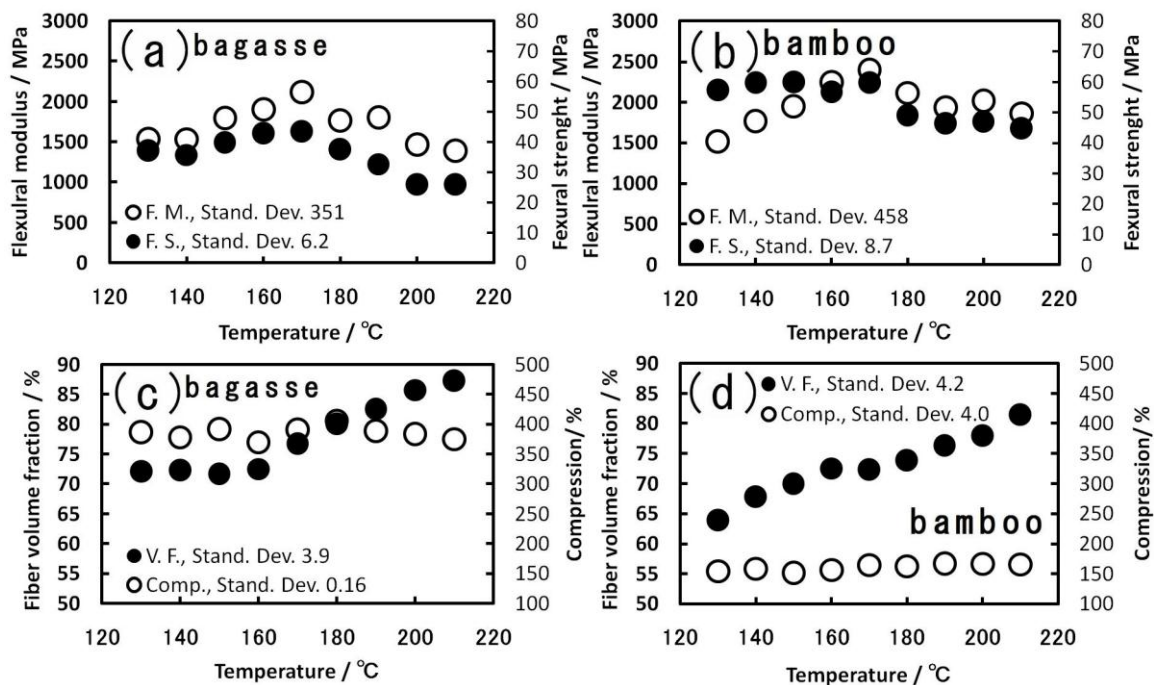 (a) bagasse
Flexulral modulus / MPa
3000
2500
2000
1500
1000
500
0
80
70
60
50
40
30
20
10
0
Fexural strenght / MPa
F. M., Stand. Dev. 351
F. S., Stand. Dev. 6.2
120 140 160 180 200 220
Temperature / ℃
(b) bamboo
Flexulral modulus / MPa
3000
2500
2000
1500
1000
500
0
80
70
60
50
40
30
20
10
0
Fexural strenght / MPa
F. M., Stand. Dev. 458
F. S., Stand. Dev. 8.7
120 140 160 180 200 220
Temperature / ℃
(c) bagasse
Fiber volume fraction / %
90
85
80
75
70
65
60
55
50
500
450
400
350
300
250
200
150
100
Compression/ %
V. F., Stand. Dev. 3.9
Comp., Stand. Dev. 0.16
120 140 160 180 200 220
Temperature / ℃
(d)
V. F., Stand. Dev. 4.2
Comp., Stand. Dev. 4.0
Fiber volume fraction / %
90
85
80
75
70
65
60
55
50
500
450
400
350
300
250
200
150
100
Compression / %
bamboo
120 140 160 180 200 220
Temperature / ℃